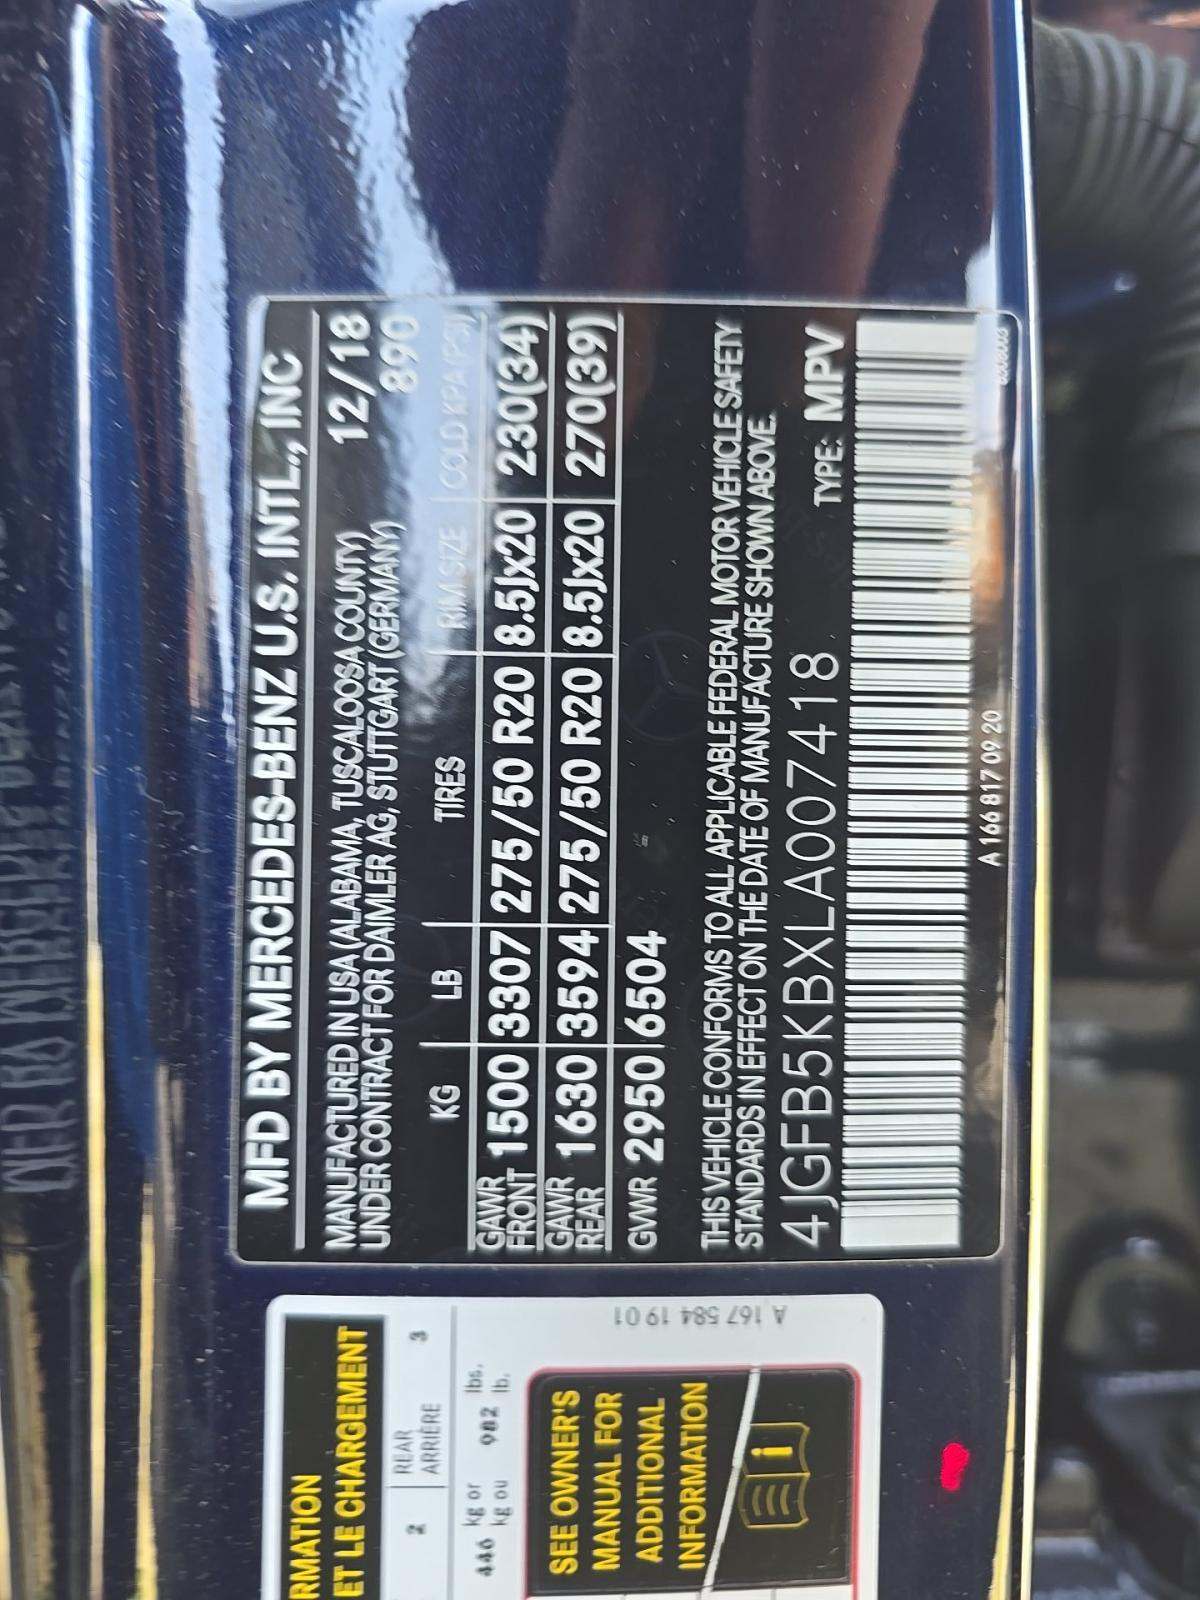 MFD BY MERCEDES-BENZ U.S. INTL., INC
MANUFACTURED IN USA (ALABAMA, TUSCALOOSA COUNTY) 12/18
UNDER CONTRACT FOR DAIMLER AG, STUTTGART (GERMANY) 890
KG LB TIRES RIM SIZE COLD KPA (PSI)
GAWR FRONT 1500 3307 275/50 R20 8.5Jx20 230(34)
GAWR REAR 1630 3594 275/50 R20 8.5Jx20 270(39)
GVWR 2950 6504
THIS VEHICLE CONFORMS TO ALL APPLICABLE FEDERAL MOTOR VEHICLE SAFETY
STANDARDS IN EFFECT ON THE DATE OF MANUFACTURE SHOWN ABOVE.
4JGFB5KBXLA007418 TYPE: MPV
A 166 817 09 20
RMATION
ET LE CHARGEMENT
2 REAR ARRIÈRE 3
446 kg or 982 lbs.
kg ou lb.
SEE OWNER'S
MANUAL FOR
ADDITIONAL
INFORMATION
A 167 584 19 01